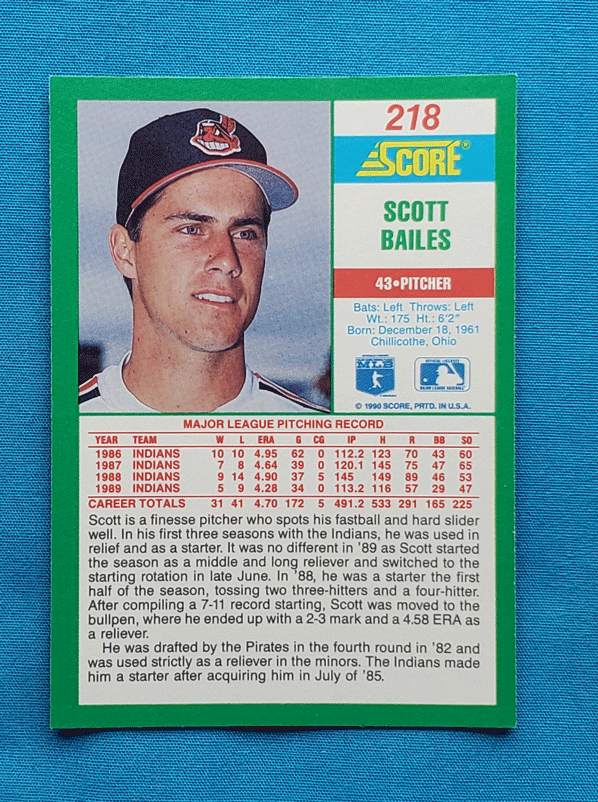 218
SCORE®
SCOTT
BAILES
43•PITCHER
Bats: Left Throws: Left
Wt.: 175 Ht.: 6'2"
Born: December 18, 1961
Chillicothe, Ohio
MLB
OFFICIAL LICENSEE
MAJOR LEAGUE BASEBALL
© 1990 SCORE, PRTD. IN U.S.A.
MAJOR LEAGUE PITCHING RECORD
YEAR TEAM W L ERA G CG IP H R BB SO
1986 INDIANS 10 10 4.95 62 0 112.2 123 70 43 60
1987 INDIANS 7 8 4.64 39 0 120.1 145 75 47 65
1988 INDIANS 9 14 4.90 37 5 145 149 89 46 53
1989 INDIANS 5 9 4.28 34 0 113.2 116 57 29 47
CAREER TOTALS 31 41 4.70 172 5 491.2 533 291 165 225
Scott is a finesse pitcher who spots his fastball and hard slider
well. In his first three seasons with the Indians, he was used in
relief and as a starter. It was no different in '89 as Scott started
the season as a middle and long reliever and switched to the
starting rotation in late June. In '88, he was a starter the first
half of the season, tossing two three-hitters and a four-hitter.
After compiling a 7-11 record starting, Scott was moved to the
bullpen, where he ended up with a 2-3 mark and a 4.58 ERA as
a reliever.
He was drafted by the Pirates in the fourth round in '82 and
was used strictly as a reliever in the minors. The Indians made
him a starter after acquiring him in July of '85.